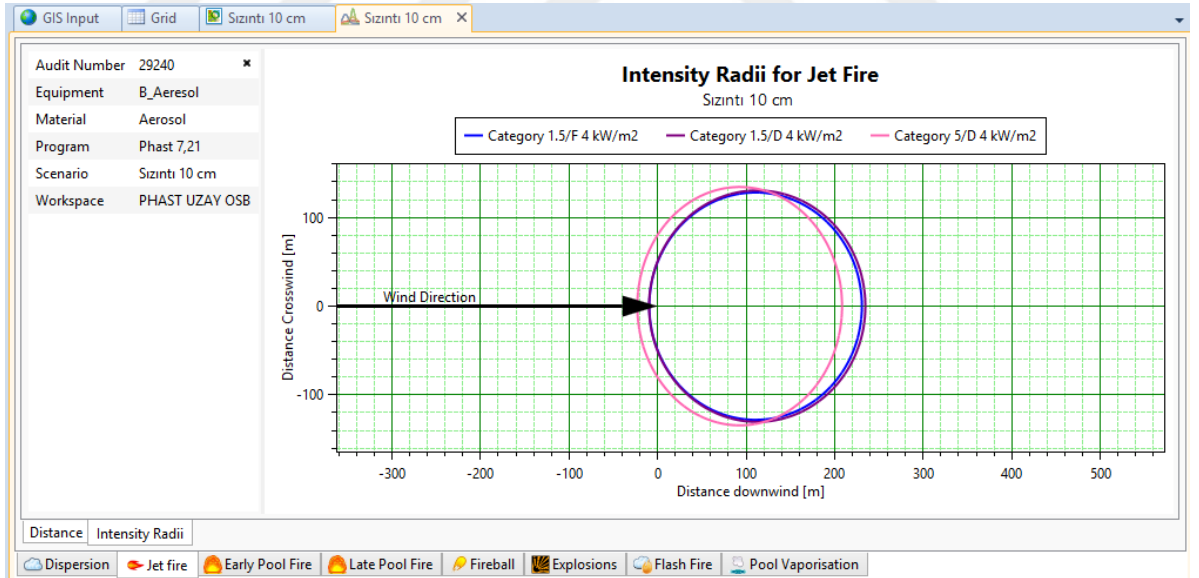 GIS Input Grid Sızıntı 10 cm Sızıntı 10 cm
Audit Number 29240
Equipment B_Aeresol
Material Aerosol
Program Phast 7,21
Scenario Sızıntı 10 cm
Workspace PHAST UZAY OSB
Intensity Radii for Jet Fire
Sızıntı 10 cm
Category 1.5/F 4 kW/m2 Category 1.5/D 4 kW/m2 Category 5/D 4 kW/m2
Distance Crosswind [m]
100
0
-100
Wind Direction
-300 -200 -100 0 100 200 300 400 500
Distance downwind [m]
Distance Intensity Radii
Dispersion Jet fire Early Pool Fire Late Pool Fire Fireball Explosions Flash Fire Pool Vaporisation